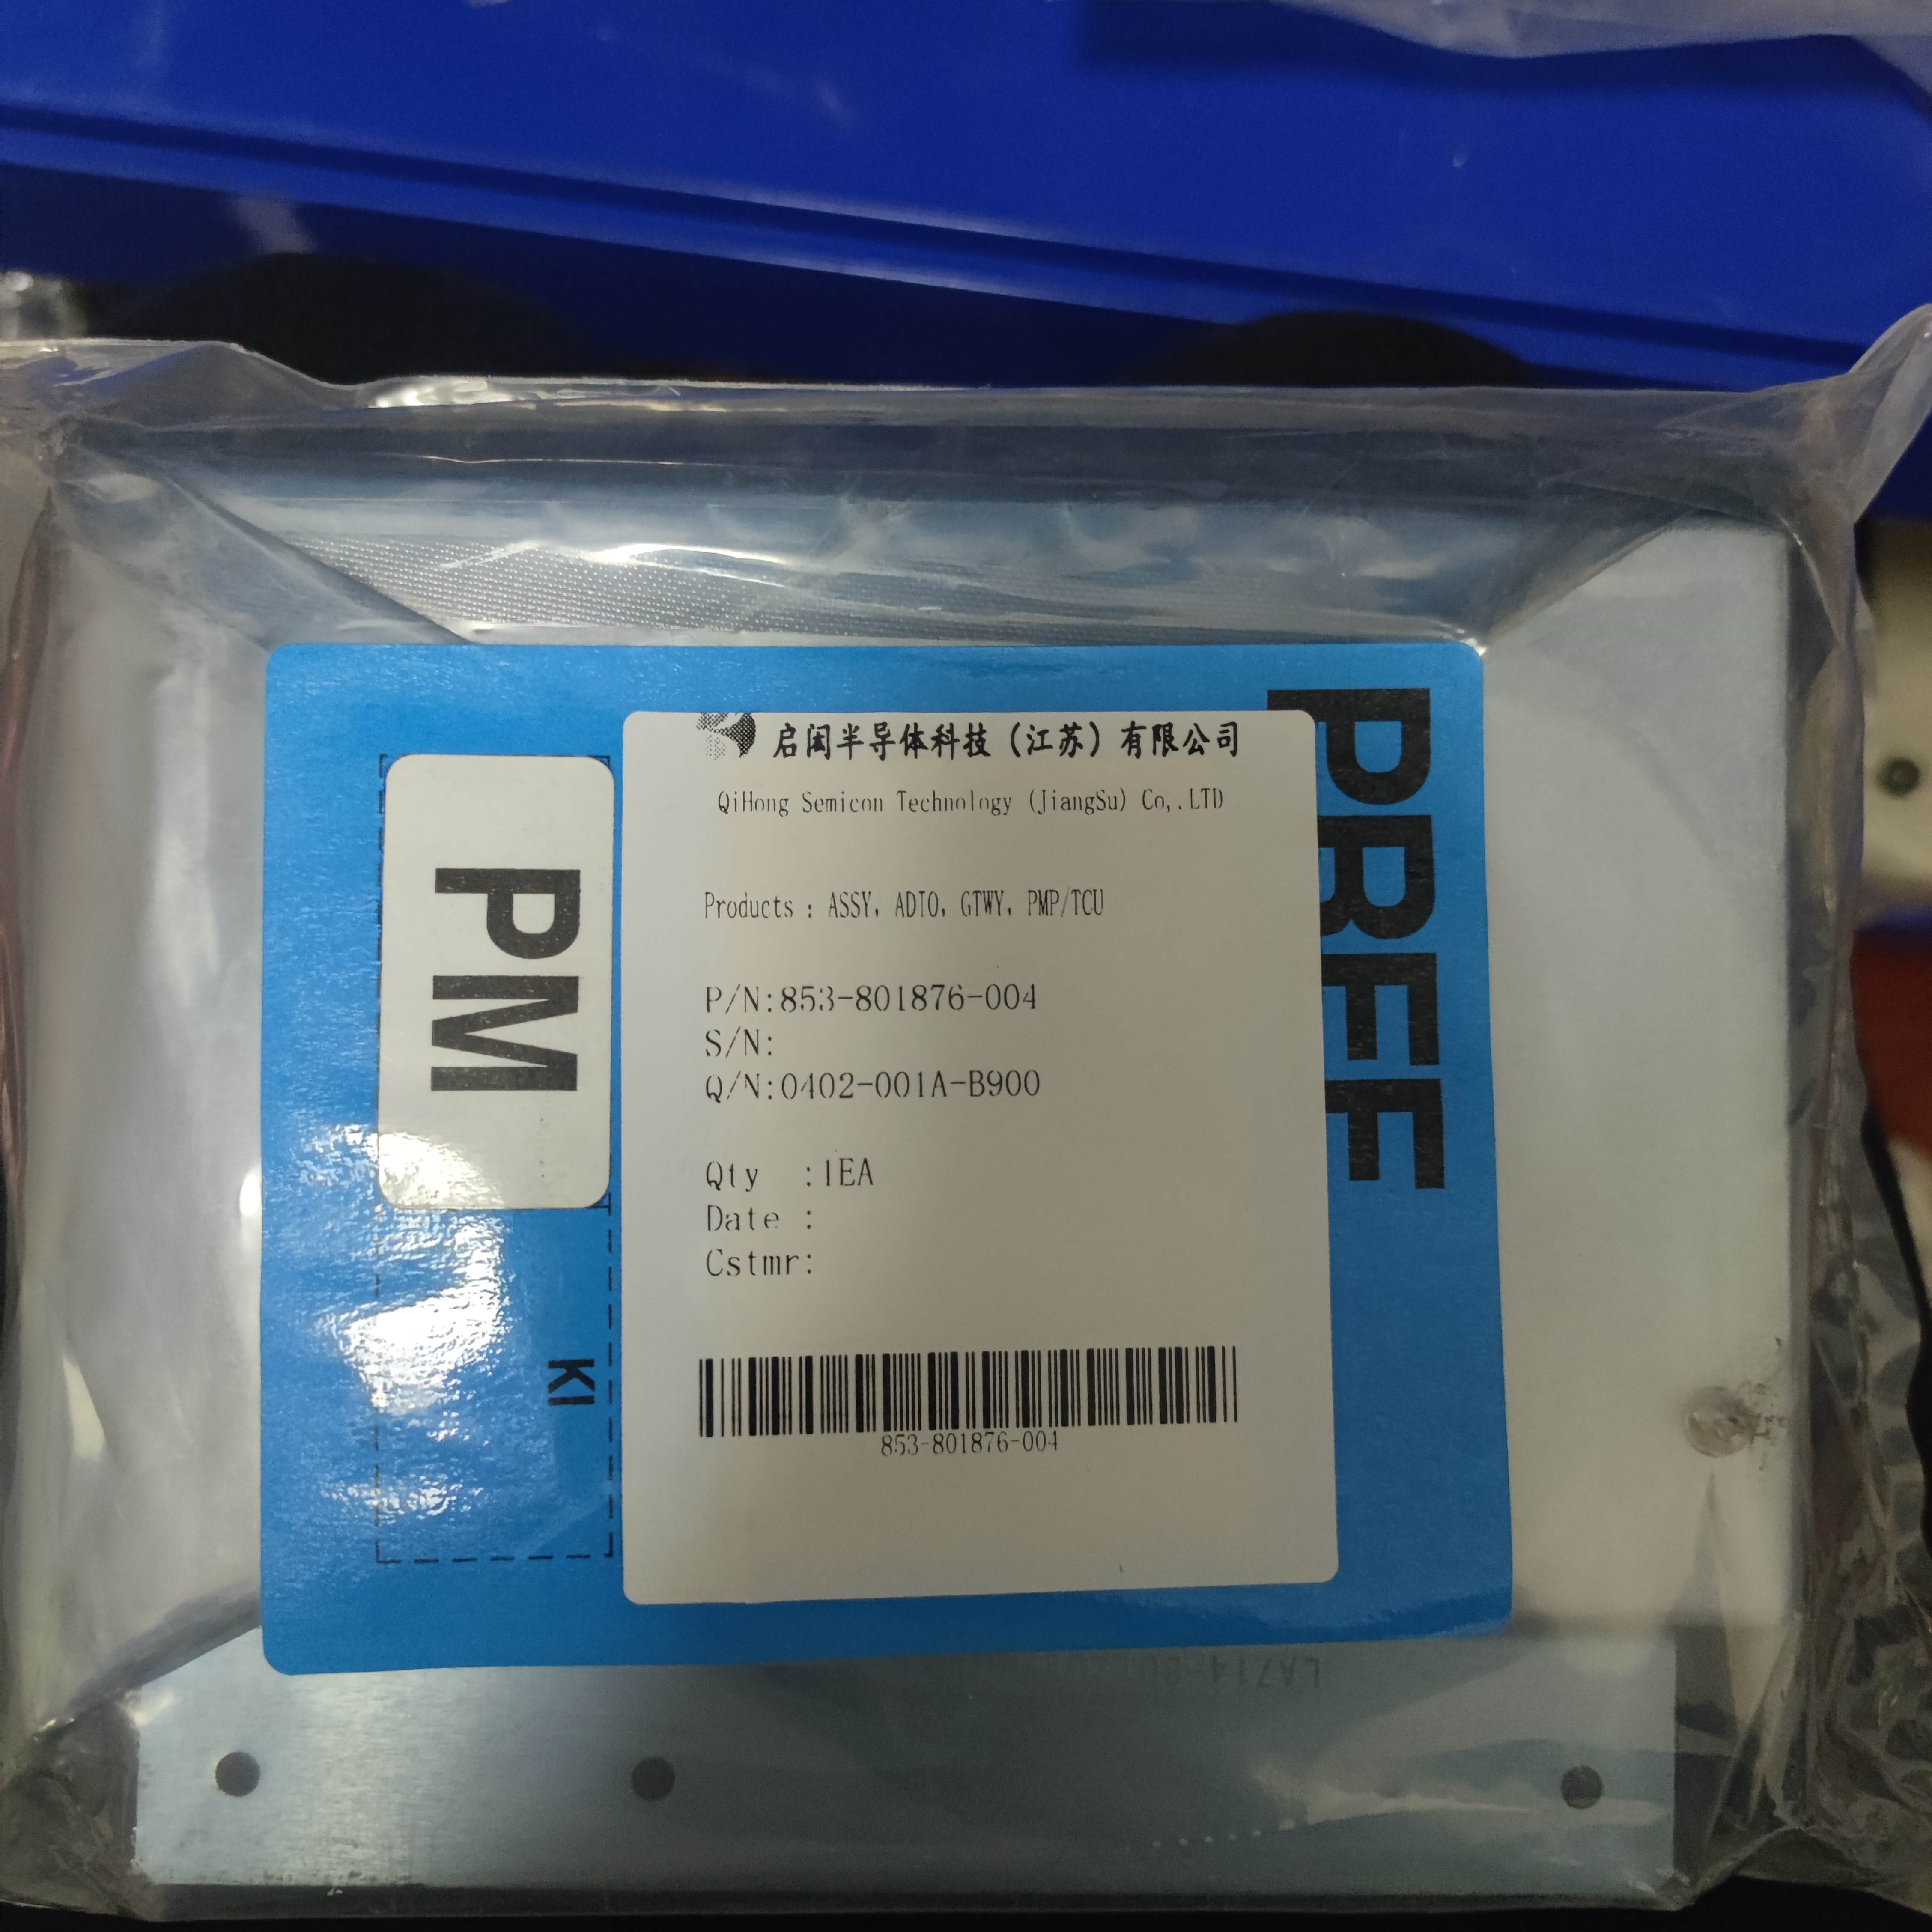 启闳半导体科技（江苏）有限公司
QiHong Semicon Technology (JiangSu) Co,.LTD
Products : ASSY, ADIO, GTWY, PMP/TCU
P/N:853-801876-004
S/N:
Q/N:0402-001A-B900
Qty :1EA
Date :
Cstmr:
853-801876-004
PM
KI